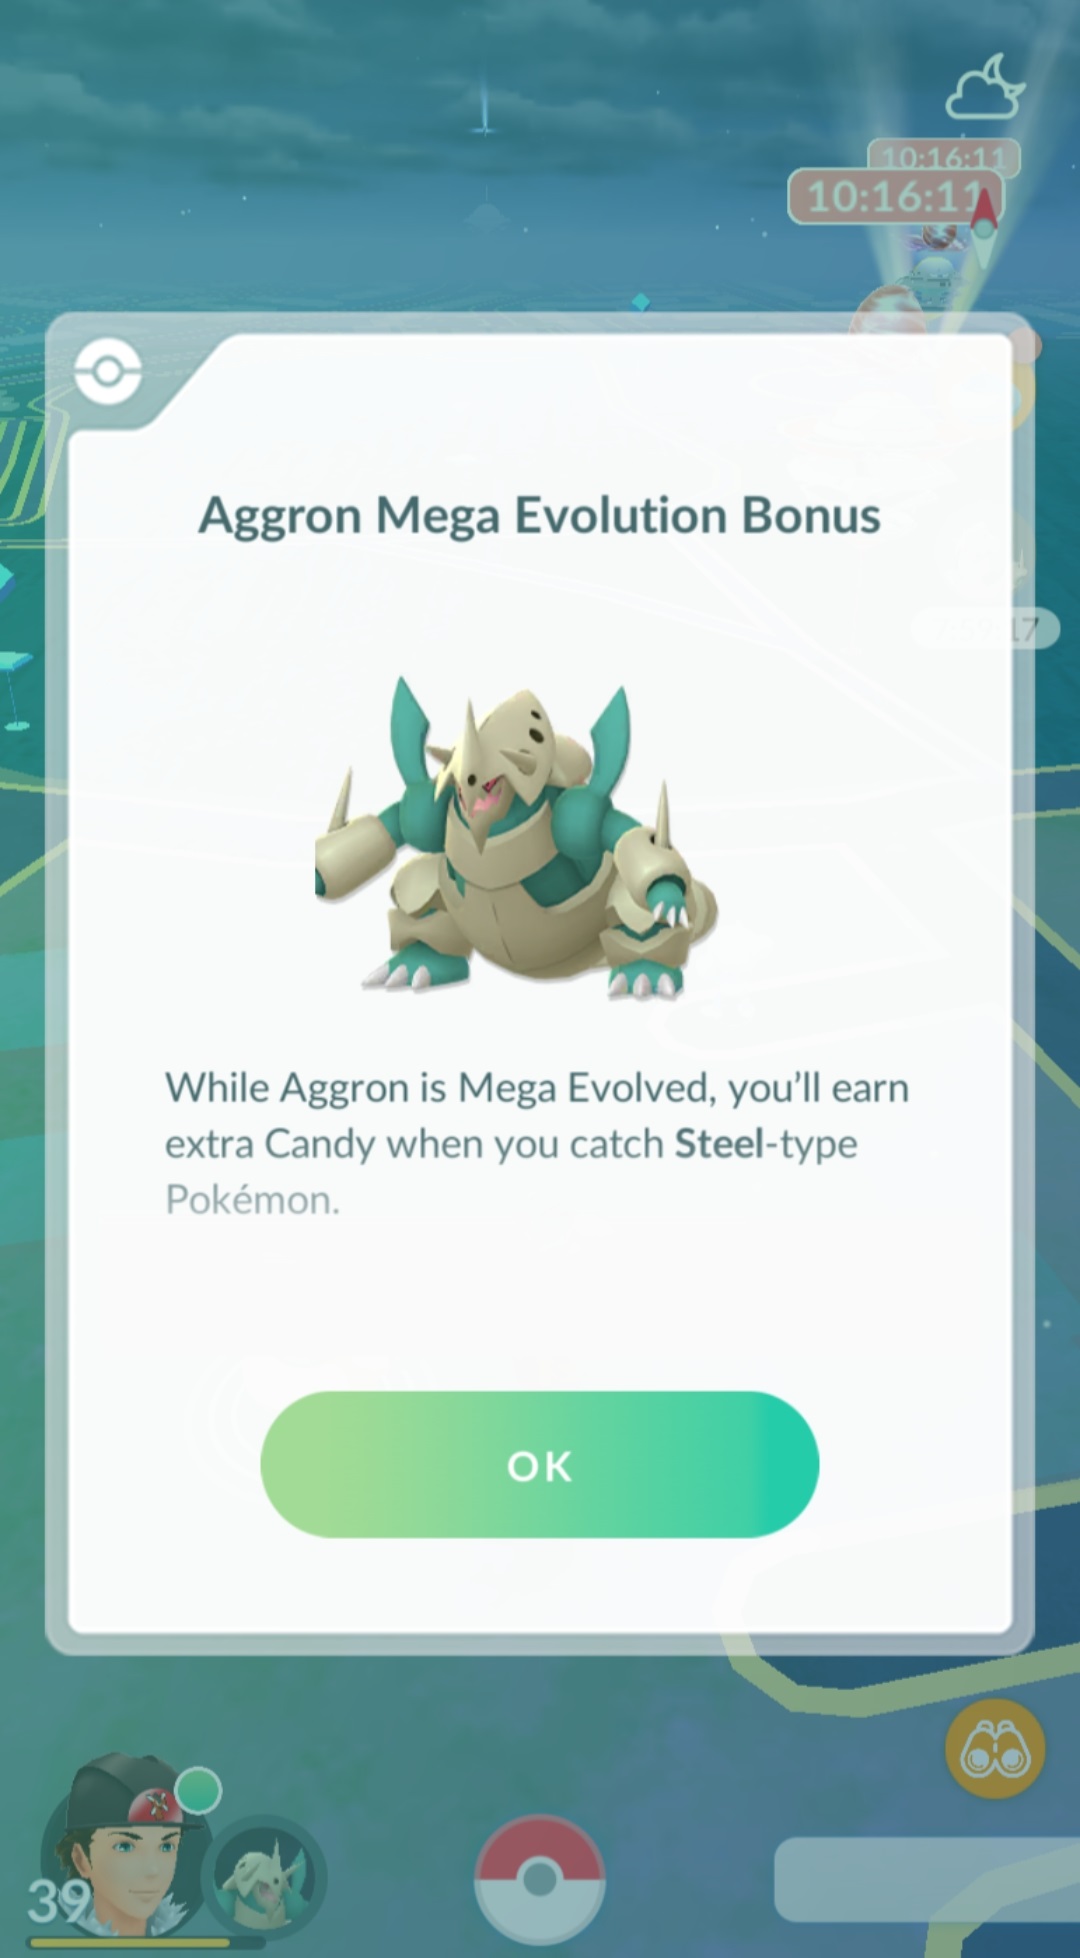 10:16:11
10:16:11
Aggron Mega Evolution Bonus
7:59:17
While Aggron is Mega Evolved, you’ll earn
extra Candy when you catch Steel-type
Pokémon.
OK
39